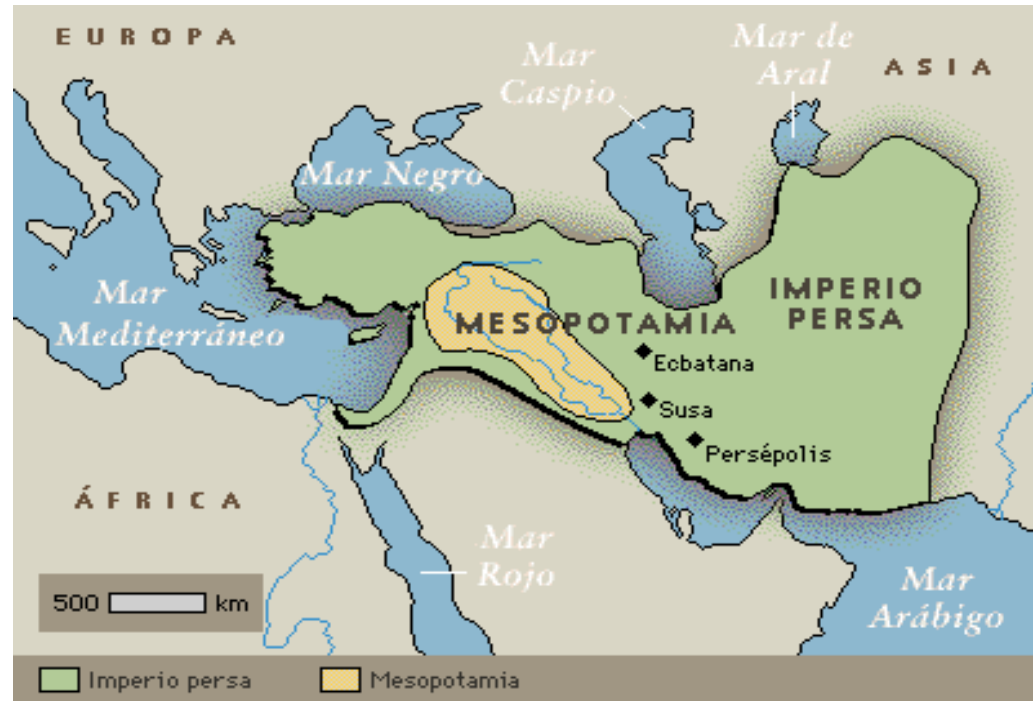 EUROPA
Mar de
Aral
ASIA
Mar
Caspio
Mar Negro
Mar
Mediterráneo
MESOPOTAMIA
IMPERIO
PERSA
Ecbatana
Susa
Persépolis
ÁFRICA
Mar
Rojo
Mar
Arábigo
500 km
Imperio persa
Mesopotamia